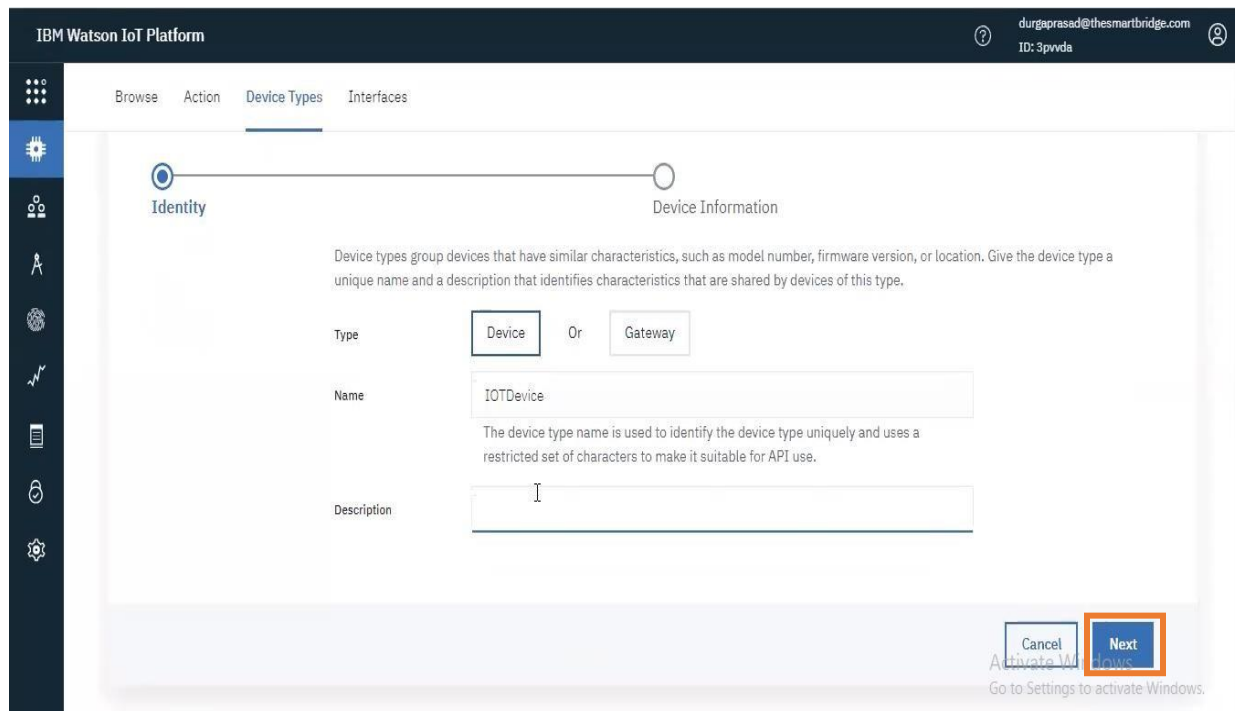 IBM Watson IoT Platform
durgaprasad@thesmartbridge.com
ID: 3pvvda
Browse Action Device Types Interfaces
Identity
Device Information
Device types group devices that have similar characteristics, such as model number, firmware version, or location. Give the device type a
unique name and a description that identifies characteristics that are shared by devices of this type.
Type Device Or Gateway
Name IOTDevice
The device type name is used to identify the device type uniquely and uses a
restricted set of characters to make it suitable for API use.
Description
Cancel Next
Activate Windows
Go to Settings to activate Windows.